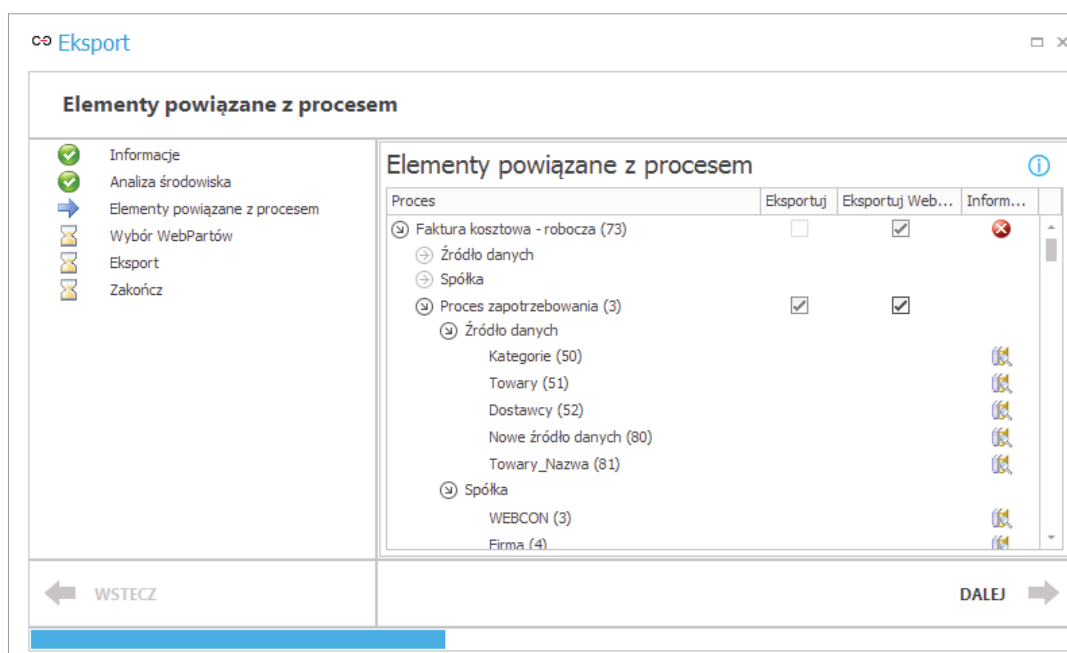 Eksport
Elementy powiązane z procesem
Informacje
Analiza środowiska
Elementy powiązane z procesem
Wybór WebPartów
Eksport
Zakończ
Elementy powiązane z procesem
Proces Eksportuj Eksportuj Web... Inform...
Faktura kosztowa - robocza (73)
Źródło danych
Spółka
Proces zapotrzebowania (3)
Źródło danych
Kategorie (50)
Towary (51)
Dostawcy (52)
Nowe źródło danych (80)
Towary_Nazwa (81)
Spółka
WEBCON (3)
Firma (4)
WSTECZ
DALEJ